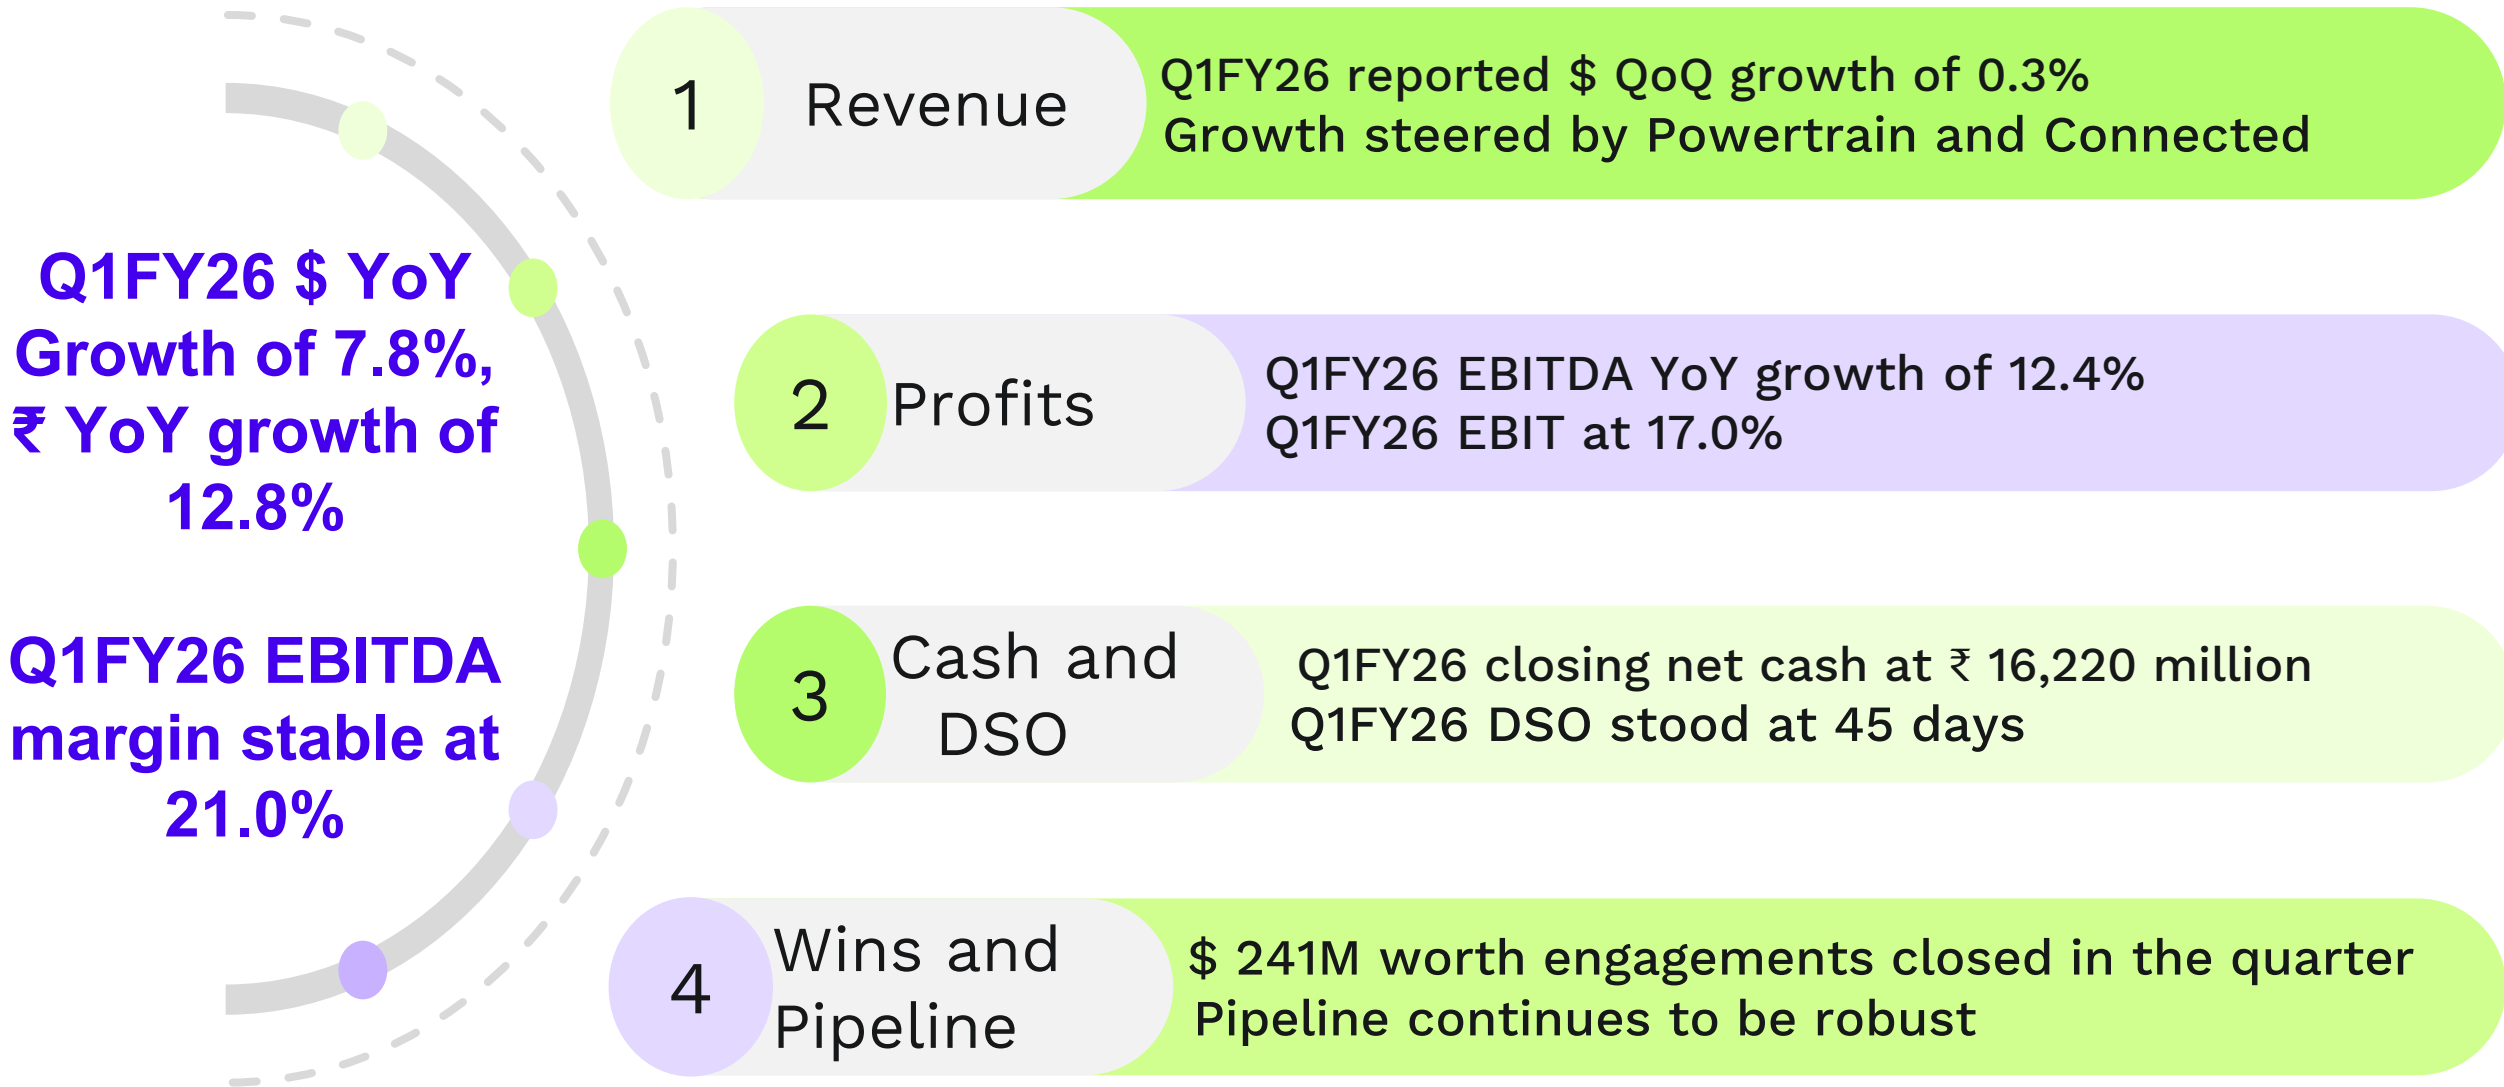 Q1FY26 $ YoY
Growth of 7.8%,
₹ YoY growth of
12.8%
Q1FY26 EBITDA
margin stable at
21.0%
1
Revenue
Q1FY26 reported $ QoQ growth of 0.3%
Growth steered by Powertrain and Connected
2
Profits
Q1FY26 EBITDA YoY growth of 12.4%
Q1FY26 EBIT at 17.0%
3
Cash and
DSO
Q1FY26 closing net cash at ₹ 16,220 million
Q1FY26 DSO stood at 45 days
4
Wins and
Pipeline
$ 241M worth engagements closed in the quarter
Pipeline continues to be robust